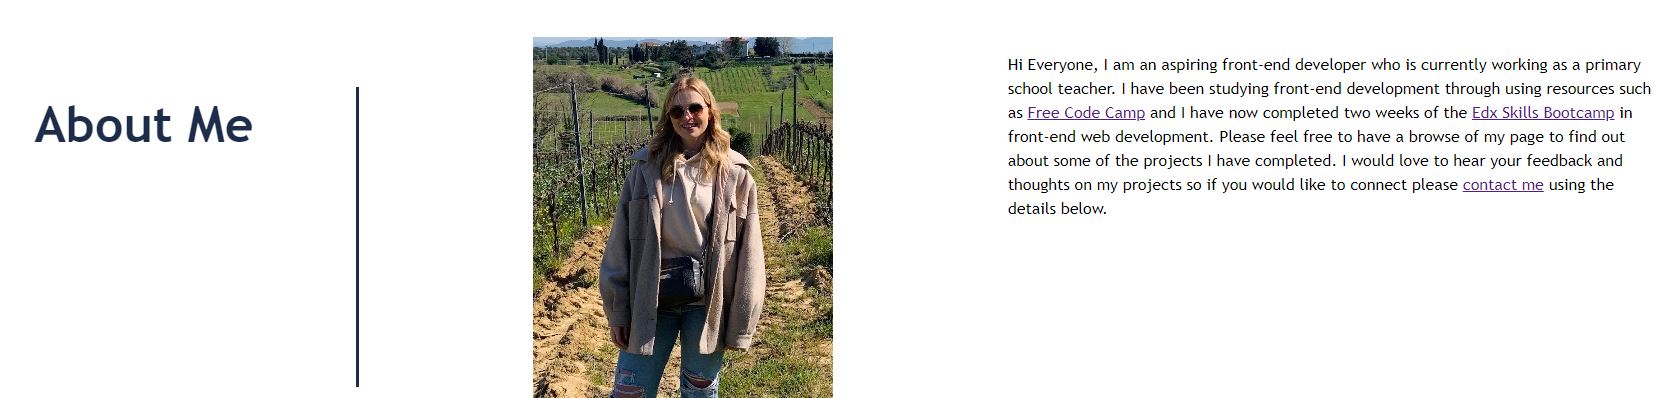 About Me
Hi Everyone, I am an aspiring front-end developer who is currently working as a primary
school teacher. I have been studying front-end development through using resources such
as Free Code Camp and I have now completed two weeks of the Edx Skills Bootcamp in
front-end web development. Please feel free to have a browse of my page to find out
about some of the projects I have completed. I would love to hear your feedback and
thoughts on my projects so if you would like to connect please contact me using the
details below.